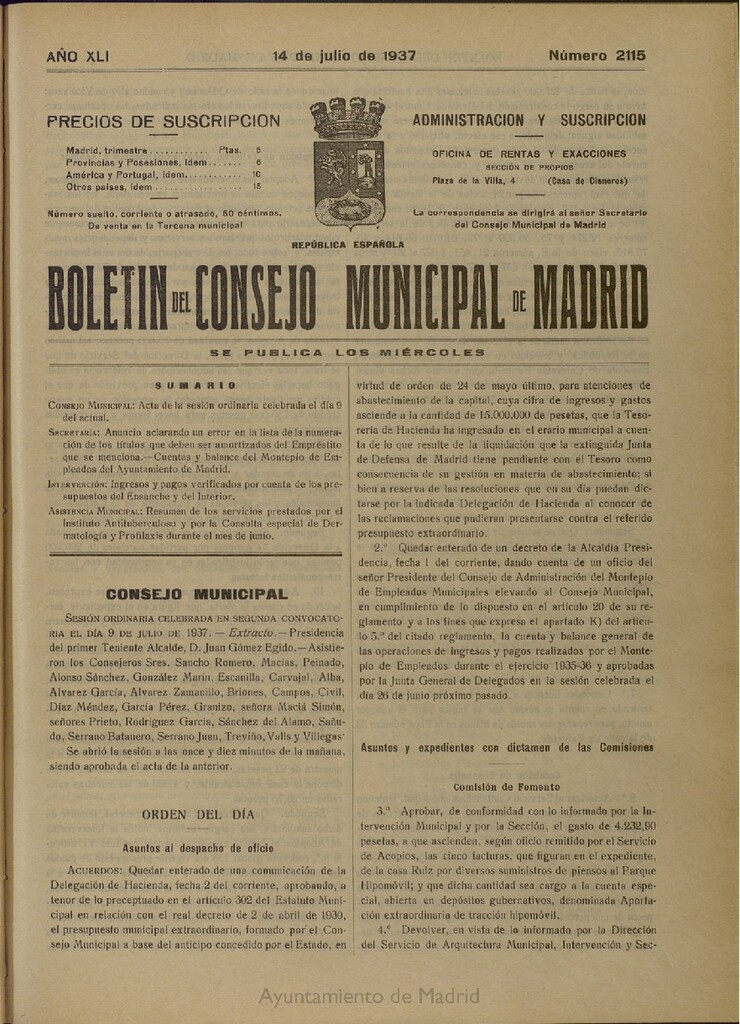 AÑO XLI 14 de julio de 1937 Número 2115
PRECIOS DE SUSCRIPCION
Madrid, trimestre ........... Ptas. 5
Provincias y Posesiones, ídem ....... 6
América y Portugal, ídem ............ 10
Otros países, ídem .................. 15
Número suelto, corriente o atrasado, 50 céntimos.
De venta en la Tercena municipal
ADMINISTRACION Y SUSCRIPCION
OFICINA DE RENTAS Y EXACCIONES
SECCIÓN DE PROPIOS
Plaza de la Villa, 4 (Casa de Cisneros)
La correspondencia se dirigirá al señor Secretario
del Consejo Municipal de Madrid
REPÚBLICA ESPAÑOLA
BOLETIN DEL CONSEJO MUNICIPAL DE MADRID
SE PUBLICA LOS MIÉRCOLES
SUMARIO
CONSEJO MUNICIPAL: Acta de la sesión ordinaria celebrada el día 9
del actual.
SECRETARÍA: Anuncio aclarando un error en la lista de la numera-
ción de los títulos que deben ser amortizados del Empréstito
que se menciona.—Cuentas y balance del Montepío de Em-
pleados del Ayuntamiento de Madrid.
INTERVENCIÓN: Ingresos y pagos verificados por cuenta de los pre-
supuestos del Ensanche y del Interior.
ASISTENCIA MUNICIPAL: Resumen de los servicios prestados por el
Instituto Antituberculoso y por la Consulta especial de Der-
matología y Profilaxis durante el mes de junio.
CONSEJO MUNICIPAL
SESIÓN ORDINARIA CELEBRADA EN SEGUNDA CONVOCATO-
RIA EL DÍA 9 DE JULIO DE 1937. — Extracto. — Presidencia
del primer Teniente Alcalde, D. Juan Gómez Egido.—Asistie-
ron los Consejeros Sres. Sancho Romero, Macías, Peinado,
Alonso Sánchez, González Marín, Escanilla, Carvajal, Alba,
Alvarez García, Alvarez Zamanillo, Briones, Campos, Civil,
Díaz Méndez, García Pérez, Granizo, señora Maciá Simón,
señores Prieto, Rodríguez García, Sánchez del Alamo, Sañu-
do, Serrano Batanero, Serrano Juan, Treviño, Valls y Villegas.
Se abrió la sesión a las once y diez minutos de la mañana,
siendo aprobada el acta de la anterior.
ORDEN DEL DÍA
Asuntos al despacho de oficio
ACUERDOS: Quedar enterado de una comunicación de la
Delegación de Hacienda, fecha 2 del corriente, aprobando, a
tenor de lo preceptuado en el artículo 302 del Estatuto Muni-
cipal en relación con el real decreto de 2 de abril de 1930,
el presupuesto municipal extraordinario, formado por el Con-
sejo Municipal a base del anticipo concedido por el Estado, en
virtud de orden de 24 de mayo último, para atenciones de
abastecimiento de la capital, cuya cifra de ingresos y gastos
asciende a la cantidad de 15.000.000 de pesetas, que la Teso-
rería de Hacienda ha ingresado en el erario municipal a cuen-
ta de lo que resulte de la liquidación que la extinguida Junta
de Defensa de Madrid tiene pendiente con el Tesoro como
consecuencia de su gestión en materia de abastecimiento; si
bien a reserva de las resoluciones que en su día puedan dic-
tarse por la indicada Delegación de Hacienda al conocer de
las reclamaciones que pudieran presentarse contra el referido
presupuesto extraordinario.
2.º Quedar enterado de un decreto de la Alcaldía Presi-
dencia, fecha 1 del corriente, dando cuenta de un oficio del
señor Presidente del Consejo de Administración del Montepío
de Empleados Municipales elevando al Consejo Municipal,
en cumplimiento de lo dispuesto en el artículo 20 de su re-
glamento y a los fines que expresa el apartado K) del artícu-
lo 5.º del citado reglamento, la cuenta y balance general de
las operaciones de ingresos y pagos realizados por el Monte-
pío de Empleados durante el ejercicio 1935-36 y aprobadas
por la Junta General de Delegados en la sesión celebrada el
día 26 de junio próximo pasado.
Asuntos y expedientes con dictamen de las Comisiones
Comisión de Fomento
3.º Aprobar, de conformidad con lo informado por la In-
tervención Municipal y por la Sección, el gasto de 4.232,90
pesetas, a que ascienden, según oficio remitido por el Servicio
de Acopios, las cinco facturas, que figuran en el expediente,
de la casa Ruiz por diversos suministros de piensos al Parque
Hipomóvil; y que dicha cantidad sea cargo a la cuenta espe-
cial, abierta en depósitos gubernativos, denominada Aporta-
ción extraordinaria de tracción hipomóvil.
4.º Devolver, en vista de lo informado por la Dirección
del Servicio de Arquitectura Municipal, Intervención y Sec-
Ayuntamiento de Madrid